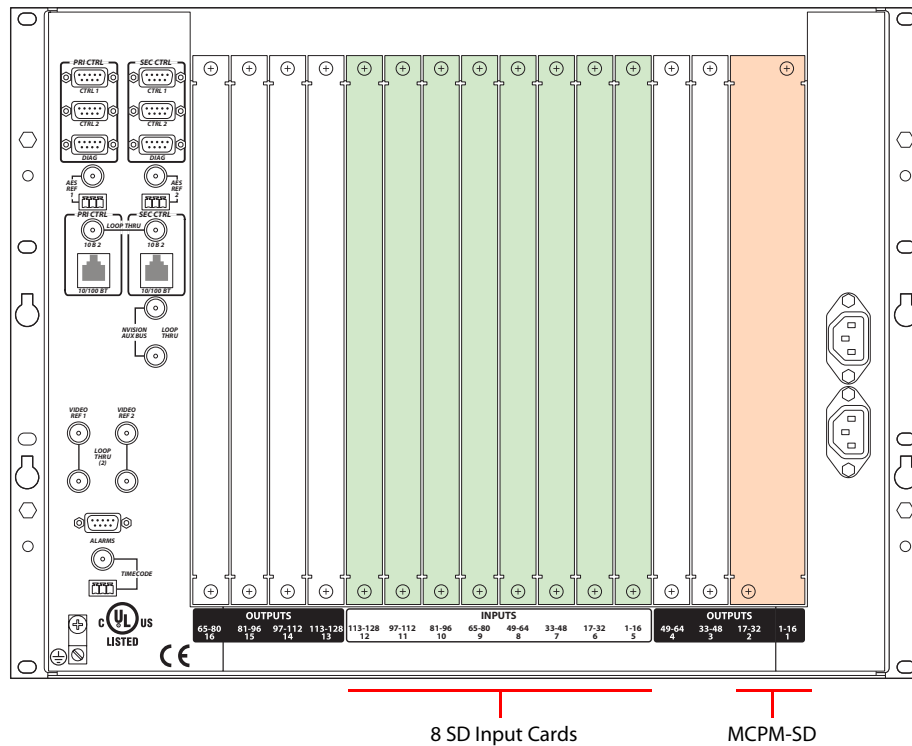 PRI CTRL
SEC CTRL
CTRL 1
CTRL 1
CTRL 2
CTRL 2
DIAG
DIAG
AES REF 1
AES REF 2
PRI CTRL
SEC CTRL
LOOP THRU
10 B 2
10 B 2
10/100 BT
10/100 BT
NVISION AUX BUS
LOOP THRU
VIDEO REF 1
VIDEO REF 2
LOOP THRU (2)
ALARMS
TIMECODE
C UL US
LISTED
CE
OUTPUTS
65-80 81-96 97-112 113-128
16 15 14 13
INPUTS
113-128 97-112 81-96 65-80 49-64 33-48 17-32 1-16
12 11 10 9 8 7 6 5
OUTPUTS
49-64 33-48 17-32 1-16
4 3 2 1
8 SD Input Cards
MCPM-SD